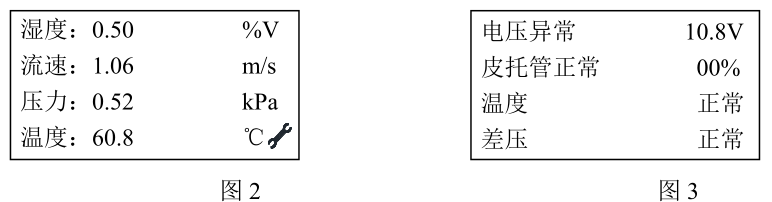 湿度：0.50 %V
流速：1.06 m/s
压力：0.52 kPa
温度：60.8 ℃
图 2
电压异常 10.8V
皮托管正常 00%
温度 正常
差压 正常
图 3